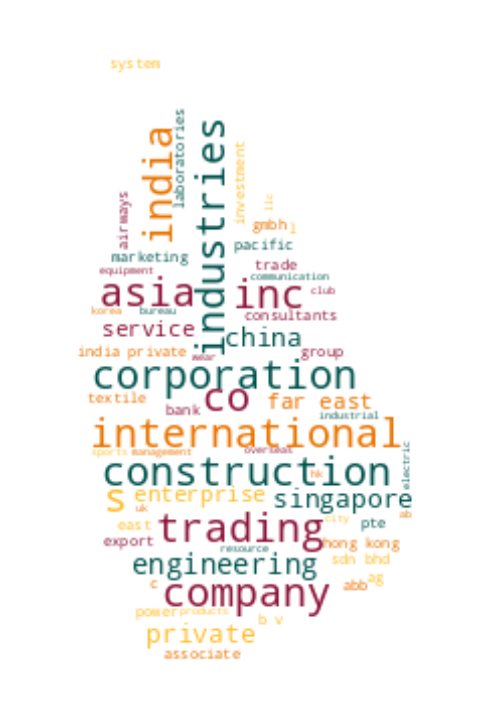 system
industries
india
laboratories
investment
airways
llc
gmbh
l
pacific
marketing
trade
equipment
communication
asia
inc
club
korea
bureau
consultants
service
china
india private
wear
group
corporation
co
far east
textile
bank
industrial
international
sports
management
overseas
electric
construction
hk
s
enterprise
singapore
uk
ab
east
trading
city
pte
export
resource
hong kong
engineering
sdn bhd
c
company
abb
ag
power
products
b v
private
associate